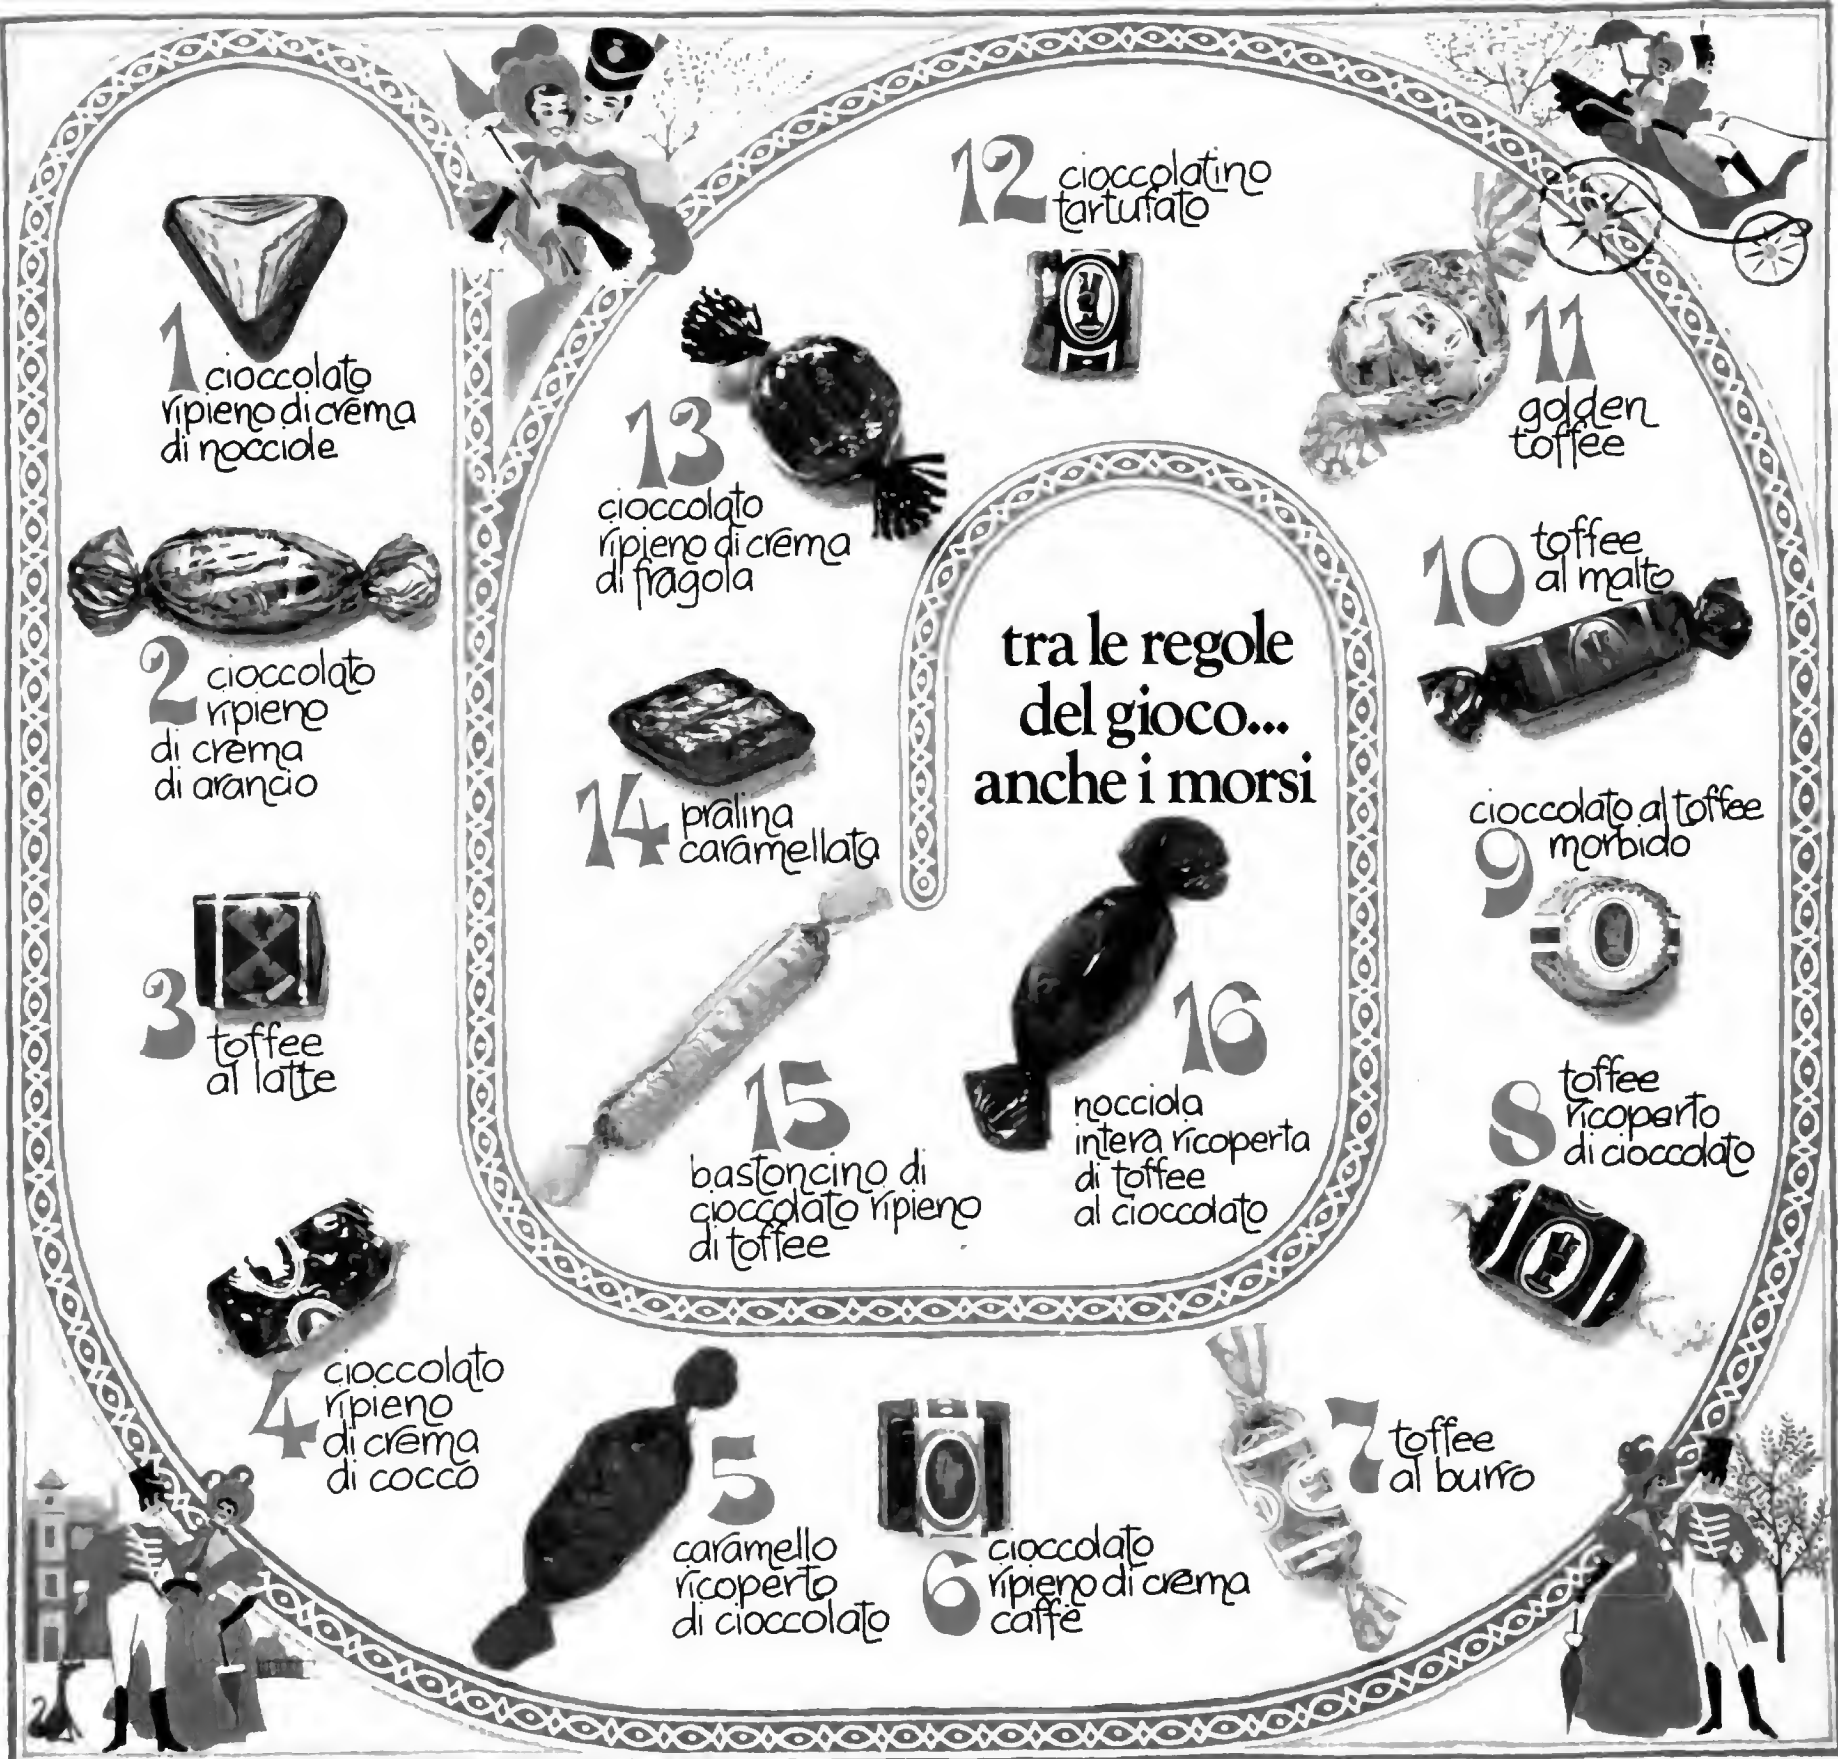 1 cioccolato
ripieno di crema
di nocciole
2 cioccolato
ripieno
di crema
di arancio
3 toffee
al latte
4 cioccolato
ripieno
di crema
di cocco
5 caramello
ricoperto
di cioccolato
6 cioccolato
ripieno di crema
caffè
7 toffee
al burro
8 toffee
ricoperto
di cioccolato
cioccolato al toffee
9 morbido
10 toffee
al malto
11
golden
toffee
12 cioccolatino
tartufato
13
cioccolato
ripieno di crema
di fragola
14 pralina
caramellata
15
bastoncino di
cioccolato ripieno
di toffee
tra le regole
del gioco...
anche i morsi
16
nocciola
intera ricoperta
di toffee
al cioccolato